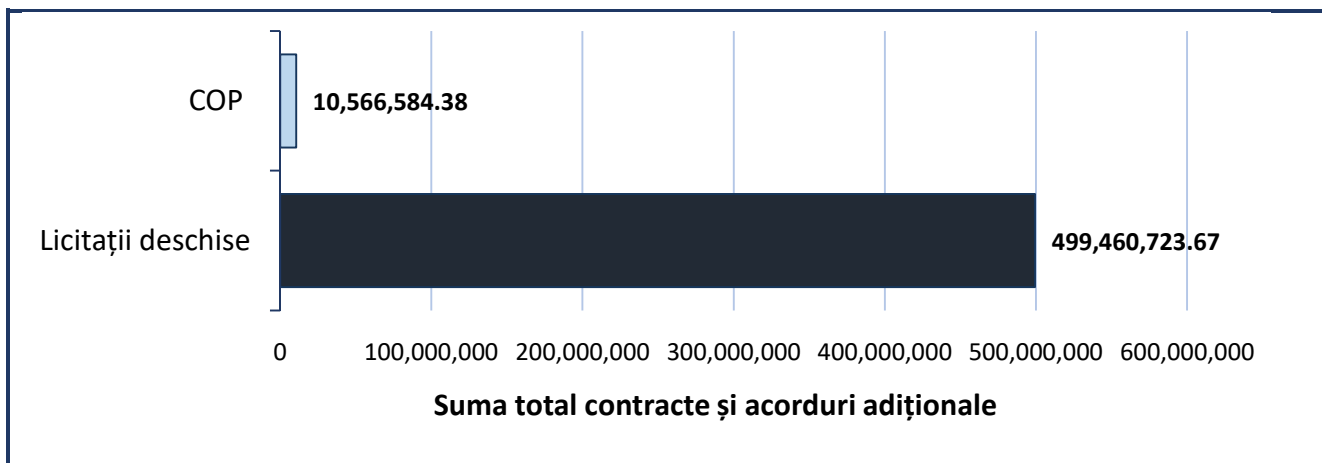 COP
10,566,584.38
Licitații deschise
499,460,723.67
0 100,000,000 200,000,000 300,000,000 400,000,000 500,000,000 600,000,000
Suma total contracte și acorduri adiționale